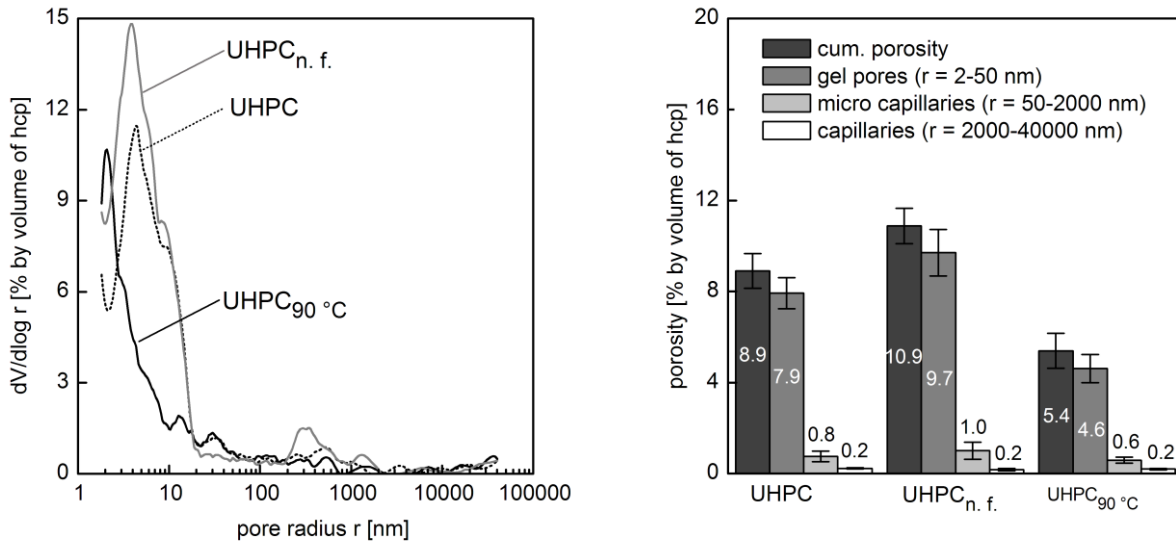 dV/dlog r [% by volume of hcp]
15
12
9
6
3
0
UHPCn. f.
UHPC
UHPC90 °C
1 10 100 1000 10000 100000
pore radius r [nm]
porosity [% by volume of hcp]
20
16
12
8
4
0
cum. porosity
gel pores (r = 2-50 nm)
micro capillaries (r = 50-2000 nm)
capillaries (r = 2000-40000 nm)
8.9 7.9 0.8 0.2
10.9 9.7 1.0 0.2
5.4 4.6 0.6 0.2
UHPC UHPCn. f. UHPC90 °C